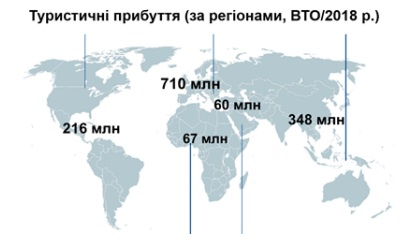 Туристичні прибуття (за регіонами, ВТО/2018 р.)
710 млн
60 млн
216 млн
348 млн
67 млн